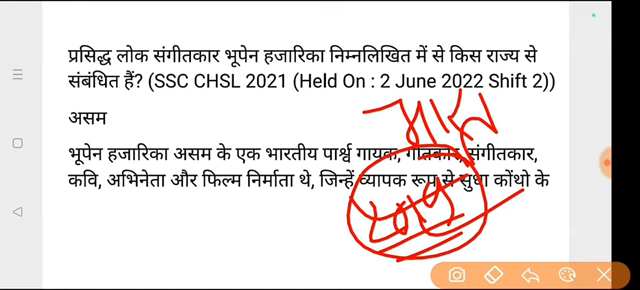 प्रसिद्ध लोक संगीतकार भूपेन हजारिका निम्नलिखित में से किस राज्य से
संबंधित हैं? (SSC CHSL 2021 (Held On : 2 June 2022 Shift 2))
असम
भूपेन हजारिका असम के एक भारतीय पार्श्व गायक, गीतकार, संगीतकार,
कवि, अभिनेता और फिल्म निर्माता थे, जिन्हें व्यापक रूप से सुधा कोंथो के